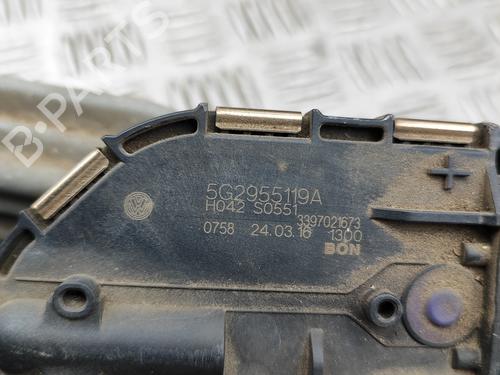 B-PARTS
5G2955119A
H042 S0551
3397021673
0758 24.03.16 1300
BON